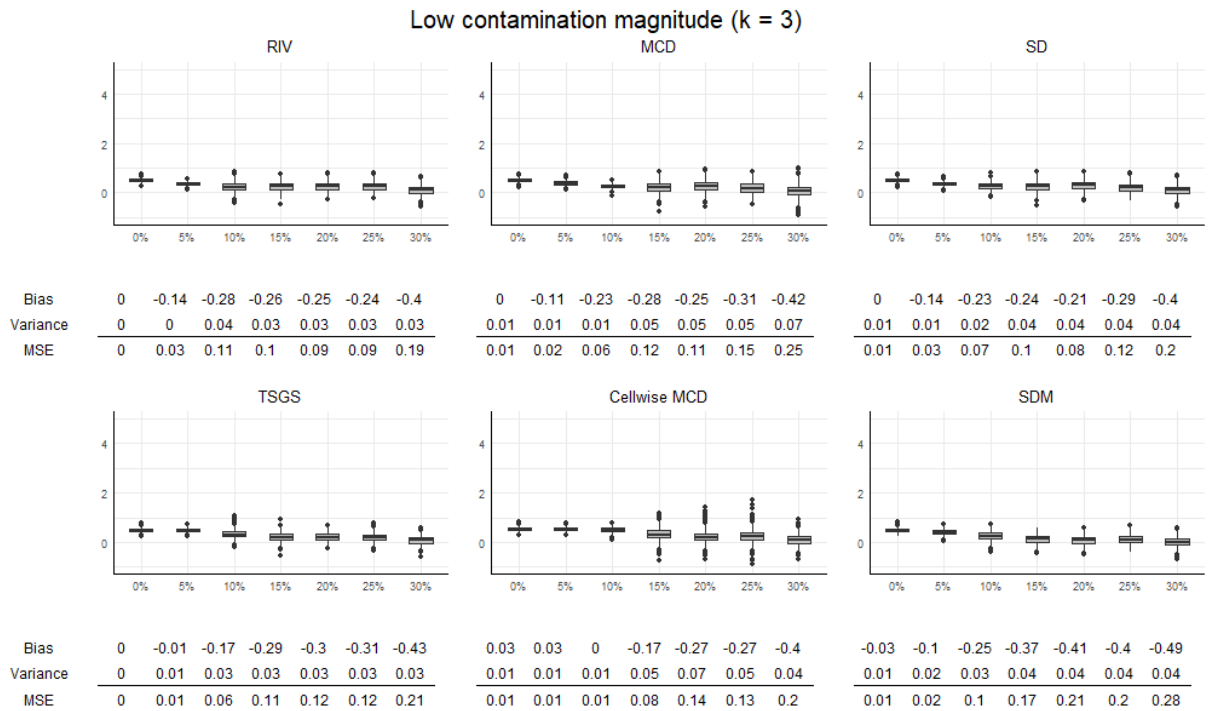 Low contamination magnitude (k = 3)
RIV MCD SD
4 4 4
2 2 2
0 0 0
0% 5% 10% 15% 20% 25% 30% 0% 5% 10% 15% 20% 25% 30% 0% 5% 10% 15% 20% 25% 30%
Bias 0 -0.14 -0.28 -0.26 -0.25 -0.24 -0.4 0 -0.11 -0.23 -0.28 -0.25 -0.31 -0.42 0 -0.14 -0.23 -0.24 -0.21 -0.29 -0.4
Variance 0 0 0.04 0.03 0.03 0.03 0.03 0.01 0.01 0.01 0.05 0.05 0.05 0.07 0.01 0.01 0.02 0.04 0.04 0.04 0.04
MSE 0 0.03 0.11 0.1 0.09 0.09 0.19 0.01 0.02 0.06 0.12 0.11 0.15 0.25 0.01 0.03 0.07 0.1 0.08 0.12 0.2
TSGS Cellwise MCD SDM
4 4 4
2 2 2
0 0 0
0% 5% 10% 15% 20% 25% 30% 0% 5% 10% 15% 20% 25% 30% 0% 5% 10% 15% 20% 25% 30%
Bias 0 -0.01 -0.17 -0.29 -0.3 -0.31 -0.43 0.03 0.03 0 -0.17 -0.27 -0.27 -0.4 -0.03 -0.1 -0.25 -0.37 -0.41 -0.4 -0.49
Variance 0 0.01 0.03 0.03 0.03 0.03 0.03 0.01 0.01 0.01 0.05 0.07 0.05 0.04 0.01 0.02 0.03 0.04 0.04 0.04 0.04
MSE 0 0.01 0.06 0.11 0.12 0.12 0.21 0.01 0.01 0.01 0.08 0.14 0.13 0.2 0.01 0.02 0.1 0.17 0.21 0.2 0.28